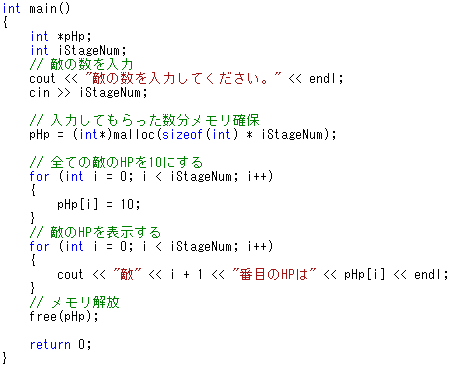 int main()
{
    int *pHp;
    int iStageNum;
    // 敵の数を入力
    cout << "敵の数を入力してください。" << endl;
    cin >> iStageNum;

    // 入力してもらった数分メモリ確保
    pHp = (int*)malloc(sizeof(int) * iStageNum);

    // 全ての敵のHPを10にする
    for (int i = 0; i < iStageNum; i++)
    {
        pHp[i] = 10;
    }
    // 敵のHPを表示する
    for (int i = 0; i < iStageNum; i++)
    {
        cout << "敵" << i + 1 << "番目のHPは" << pHp[i] << endl;
    }
    // メモリ解放
    free(pHp);

    return 0;
}